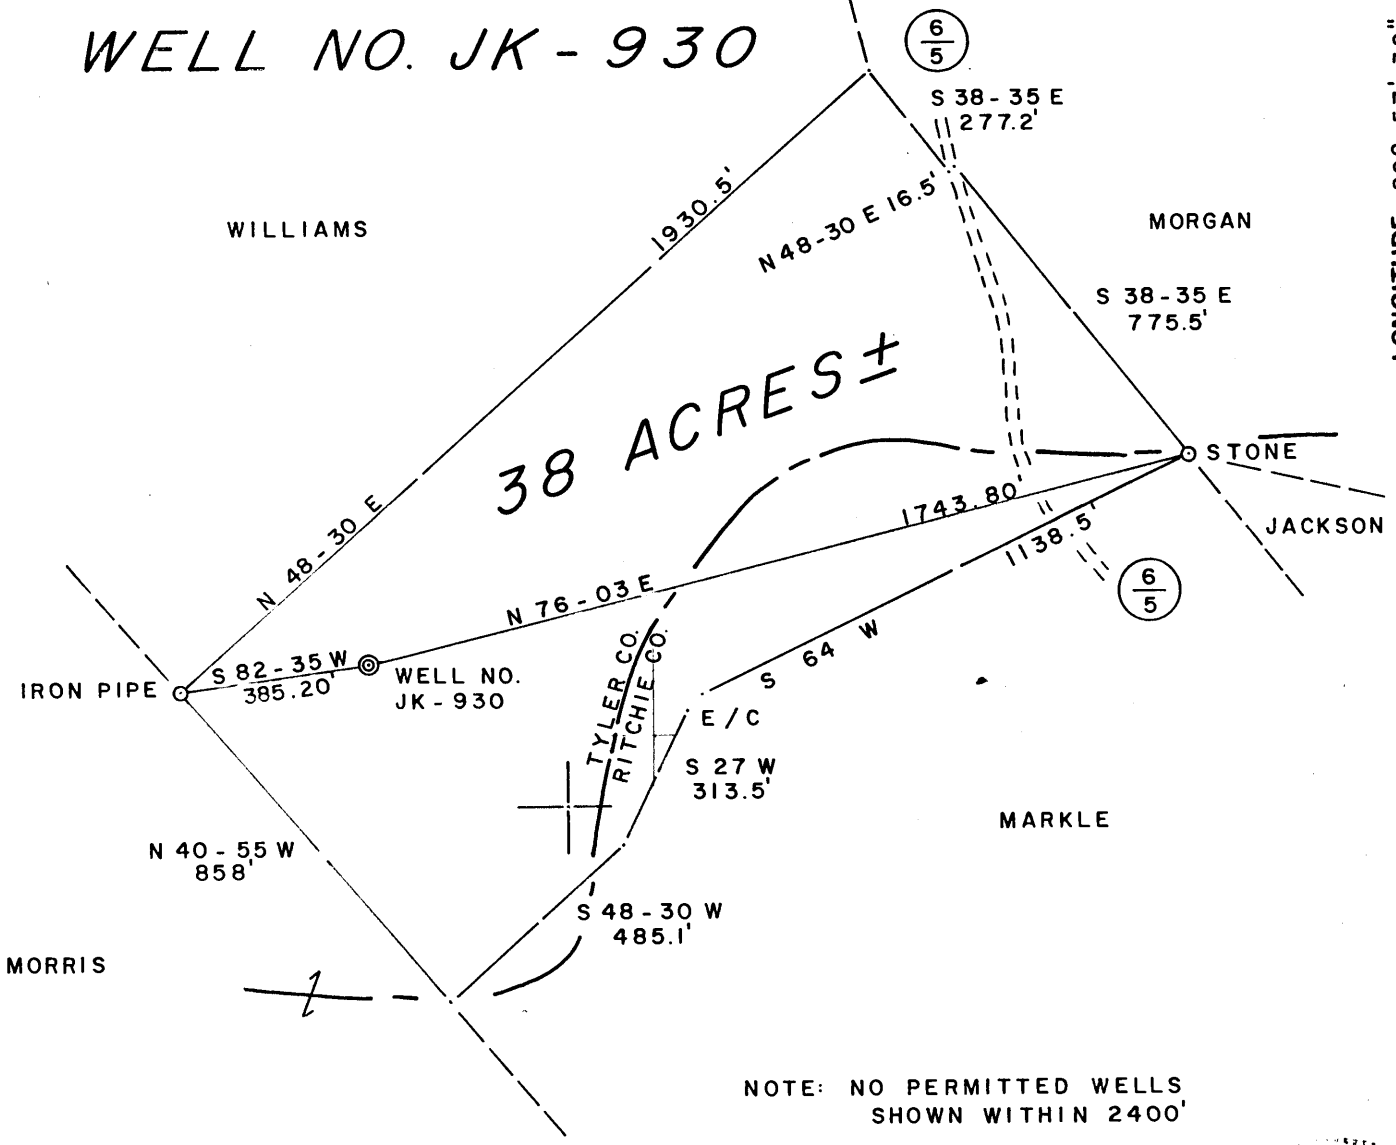 WELL NO. JK-930
6
5
S 38-35 E
277.2'
WILLIAMS
1930.5'
N 48-30 E 16.5'
MORGAN
S 38-35 E
775.5'
38 ACRES ±
STONE
1743.80'
1138.5'
JACKSON
N 48-30 E
N 76-03 E
6
5
S 64 W
IRON PIPE
S 82-35 W
385.20'
WELL NO.
JK-930
TYLER CO.
RITCHIE CO.
E/C
S 27 W
313.5'
MARKLE
N 40-55 W
858'
S 48-30 W
485.1'
MORRIS
NOTE: NO PERMITTED WELLS
SHOWN WITHIN 2400'